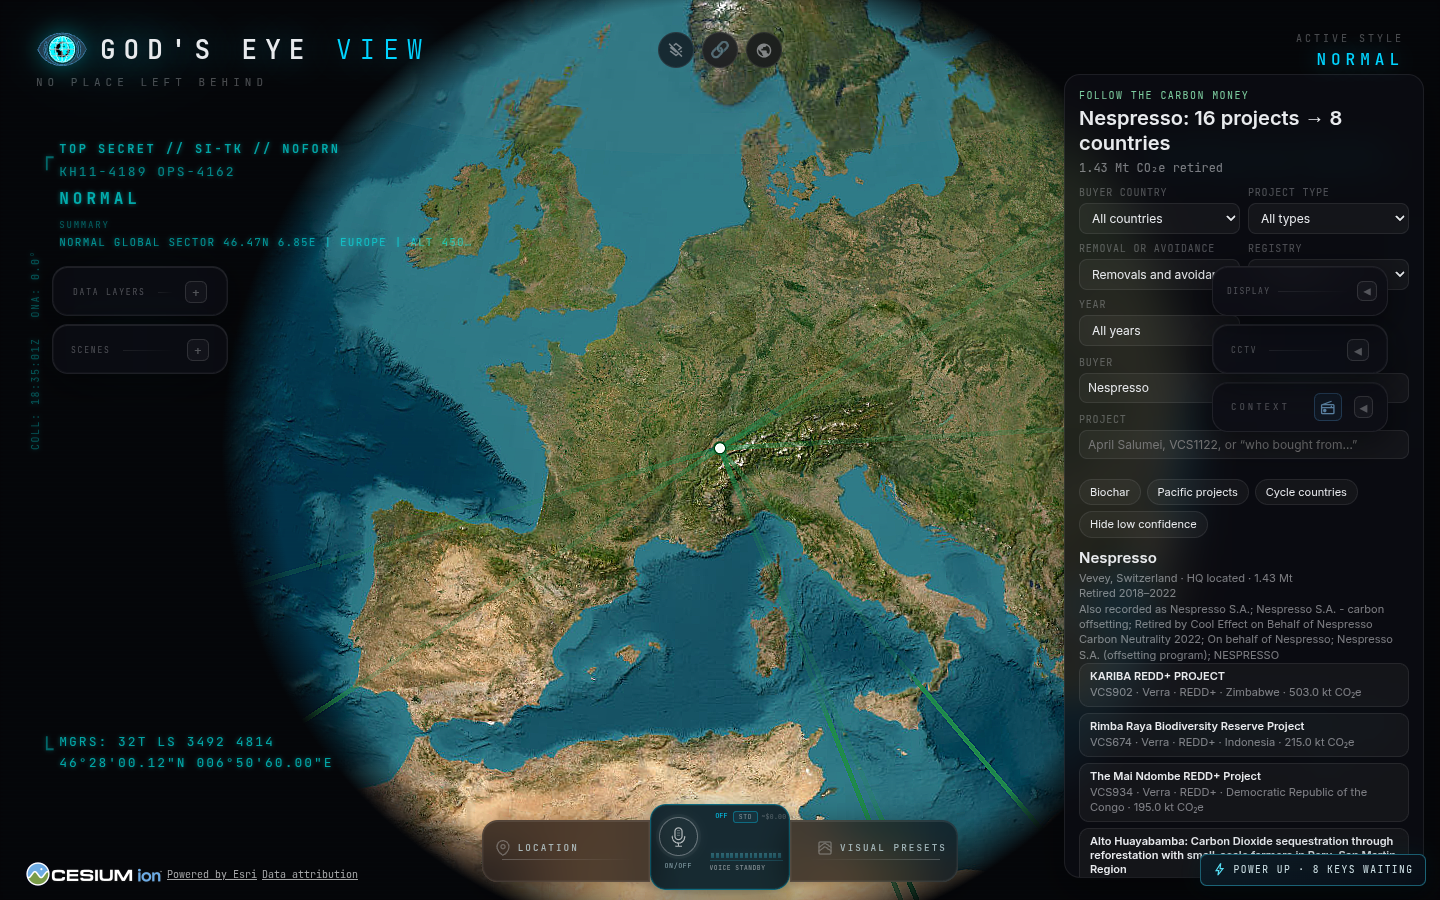 GOD'S EYE VIEW
NO PLACE LEFT BEHIND
ACTIVE STYLE
NORMAL
TOP SECRET // SI-TK // NOFORN
KH11-4189 OPS-4162
NORMAL
SUMMARY
NORMAL GLOBAL SECTOR 46.47N 6.85E | EUROPE | ALT
COLL: 18:35:01Z ONA: 0.0°
DATA LAYERS +
SCENES +
MGRS: 32T LS 3492 4814
46°28'00.12"N 006°50'60.00"E
CESIUM ion Powered by Esri Data attribution
LOCATION
OFF STD ~$0.00
ON/OFF
VOICE STANDBY
VISUAL PRESETS
FOLLOW THE CARBON MONEY
Nespresso: 16 projects → 8
countries
1.43 Mt CO₂e retired
BUYER COUNTRY PROJECT TYPE
All countries All types
REMOVAL OR AVOIDANCE REGISTRY
Removals and
DISPLAY
YEAR
All years
CCTV
BUYER
Nespresso
CONTEXT
PROJECT
April Salumei, VCS1122, or “who bought from…”
Biochar Pacific projects Cycle countries
Hide low confidence
Nespresso
Vevey, Switzerland · HQ located · 1.43 Mt
Retired 2018–2022
Also recorded as Nespresso S.A.; Nespresso S.A. - carbon
offsetting; Retired by Cool Effect on Behalf of Nespresso
Carbon Neutrality 2022; On behalf of Nespresso; Nespresso
S.A. (offsetting program); NESPRESSO
KARIBA REDD+ PROJECT
VCS902 · Verra · REDD+ · Zimbabwe · 503.0 kt CO₂e
Rimba Raya Biodiversity Reserve Project
VCS674 · Verra · REDD+ · Indonesia · 215.0 kt CO₂e
The Mai Ndombe REDD+ Project
VCS934 · Verra · REDD+ · Democratic Republic of the
Congo · 195.0 kt CO₂e
Alto Huayabamba: Carbon Dioxide sequestration through
reforestation with small-scale farmers in Peru, San Martin
Region
POWER UP · 8 KEYS WAITING